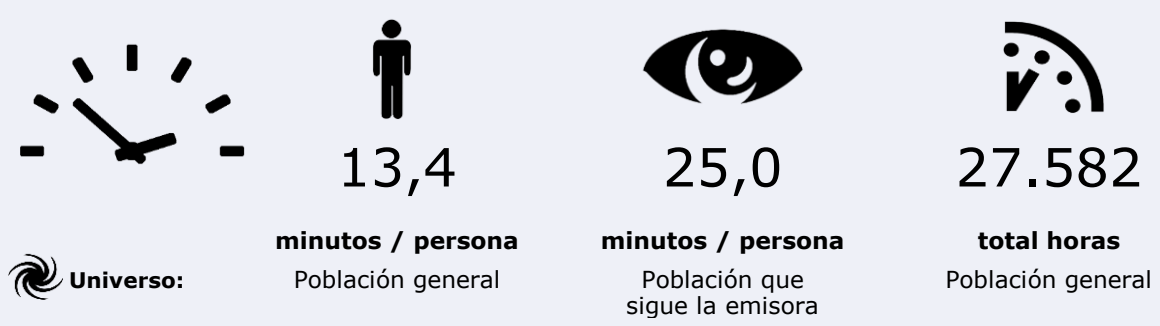 13,4
25,0
27.582
minutos / persona
minutos / persona
total horas
Universo:
Población general
Población que
sigue la emisora
Población general